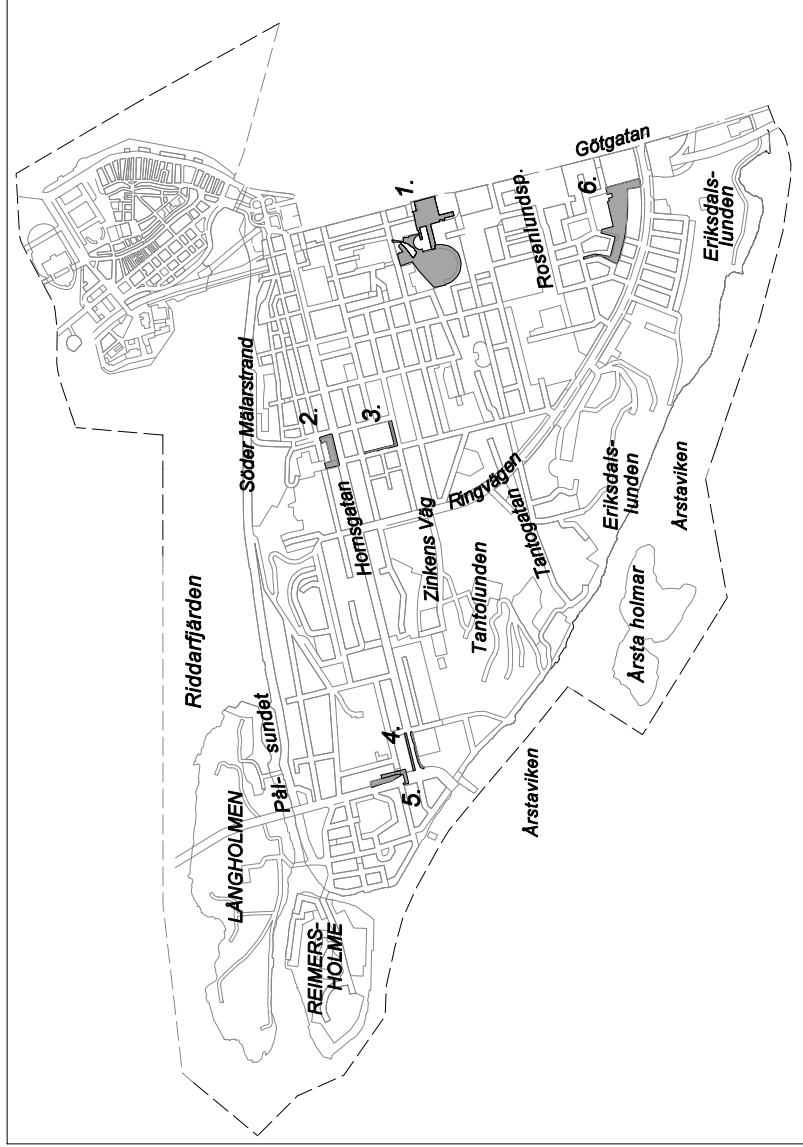 Riddarfjärden
LÅNGHOLMEN
Pål-
sundet
REIMERS-
HOLME
Söder Mälarstrand
Hornsgatan
Zinkens Väg
Ringvägen
Tantolunden
Tantogatan
Rosenlundsp.
Götgatan
Eriksdals-
lunden
Eriksdals-
lunden
Årstaviken
Årsta holmar
Årstaviken
1.
2.
3.
4.
5.
6.